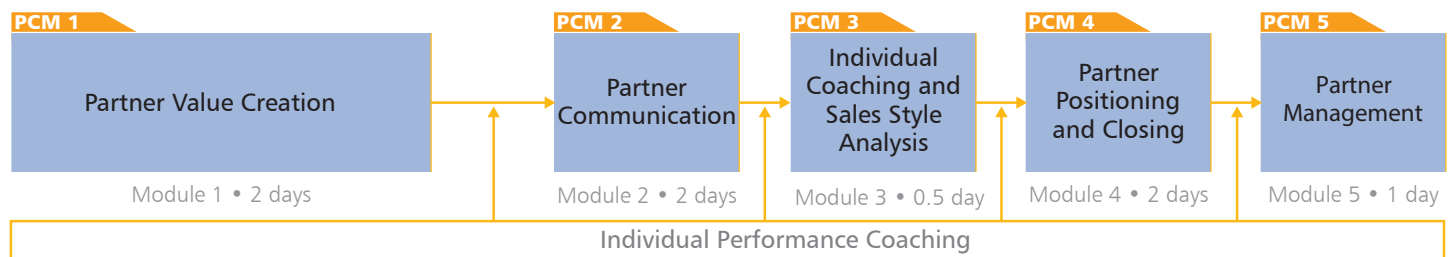 PCM 1
Partner Value Creation
Module 1 • 2 days
PCM 2
Partner
Communication
Module 2 • 2 days
PCM 3
Individual
Coaching and
Sales Style
Analysis
Module 3 • 0.5 day
PCM 4
Partner
Positioning
and Closing
Module 4 • 2 days
PCM 5
Partner
Management
Module 5 • 1 day
Individual Performance Coaching